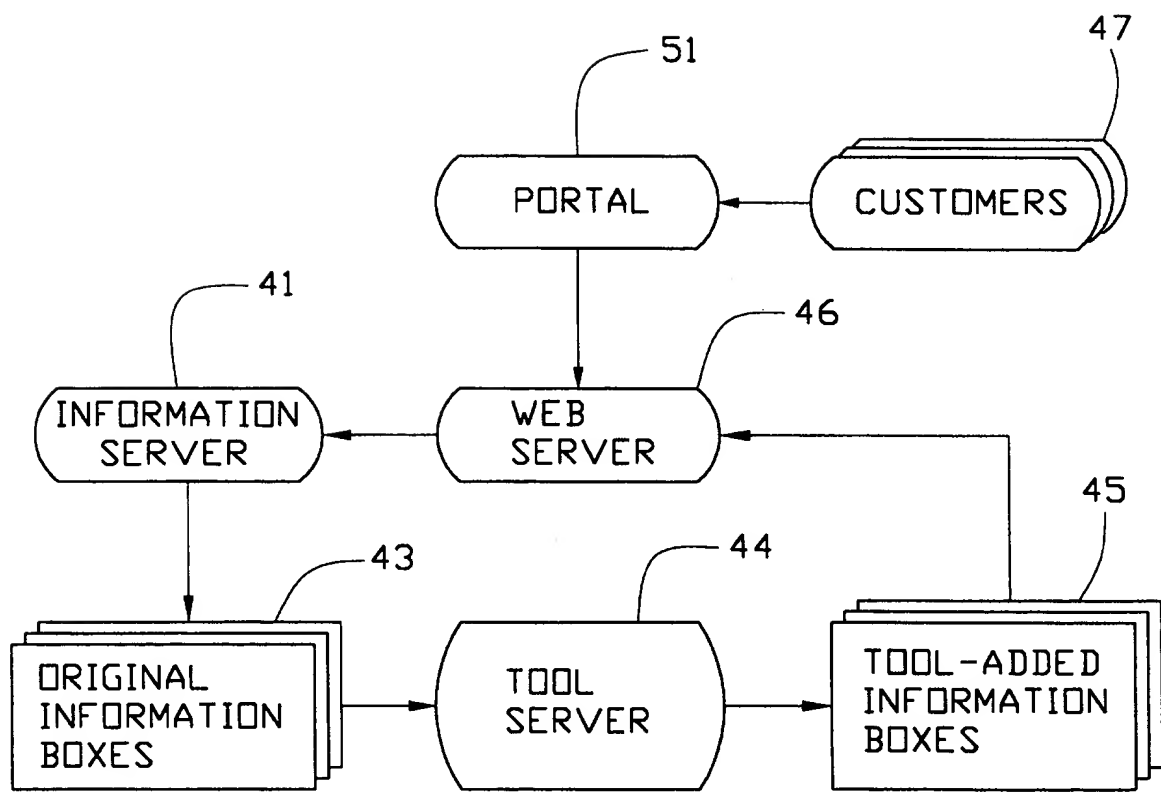 51
47
PORTAL
CUSTOMERS
41
46
INFORMATION
SERVER
WEB
SERVER
45
43
44
ORIGINAL
INFORMATION
BOXES
TOOL
SERVER
TOOL-ADDED
INFORMATION
BOXES